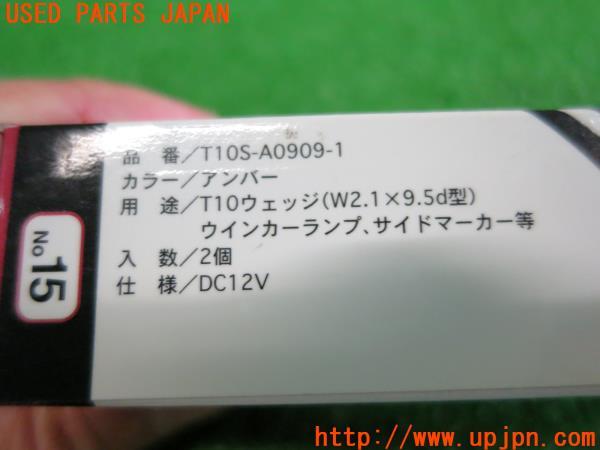 USED PARTS JAPAN
品 番／T10S-A0909-1
カラー／アンバー
用 途／T10ウェッジ(W2.1×9.5d型)
ウインカーランプ、サイドマーカー等
入 数／2個
仕 様／DC12V
No15
http://www.upjpn.com